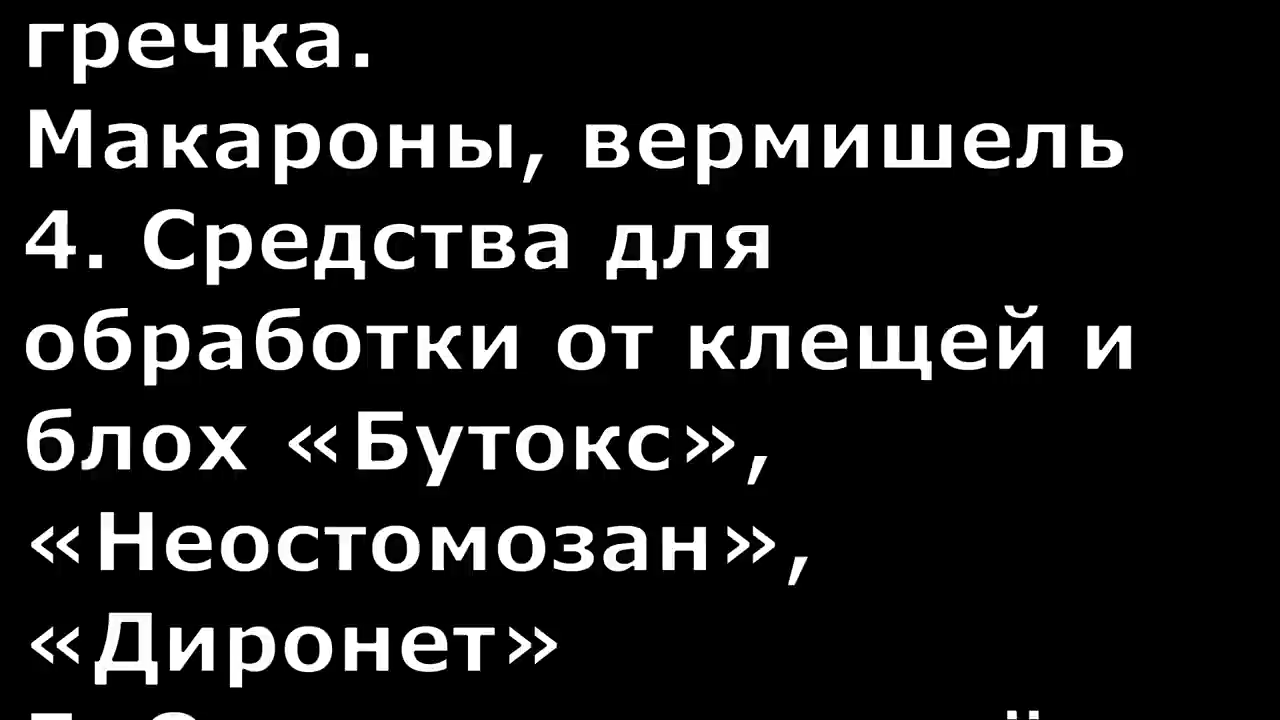 гречка.
Макароны, вермишель
4. Средства для
обработки от клещей и
блох «Бутокс»,
«Неостомозан»,
«Диронет»